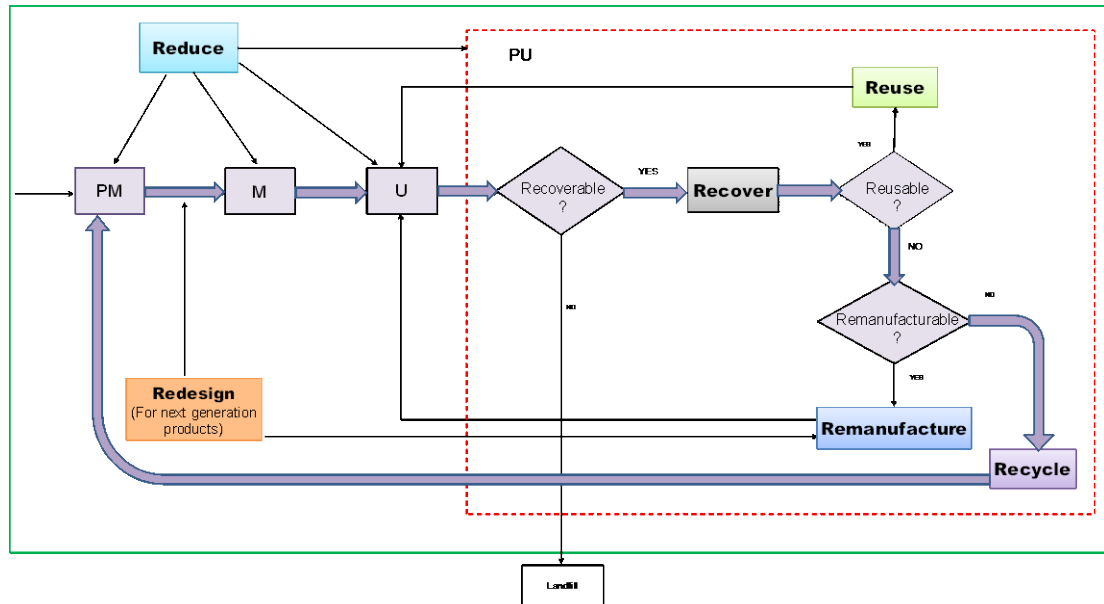 Reduce
PU
Reuse
YES
PM
M
U
Recoverable
?
YES
Recover
Reusable
?
NO
NO
Remanufacturable
?
NO
YES
Redesign
(For next generation
products)
Remanufacture
Recycle
Landfill